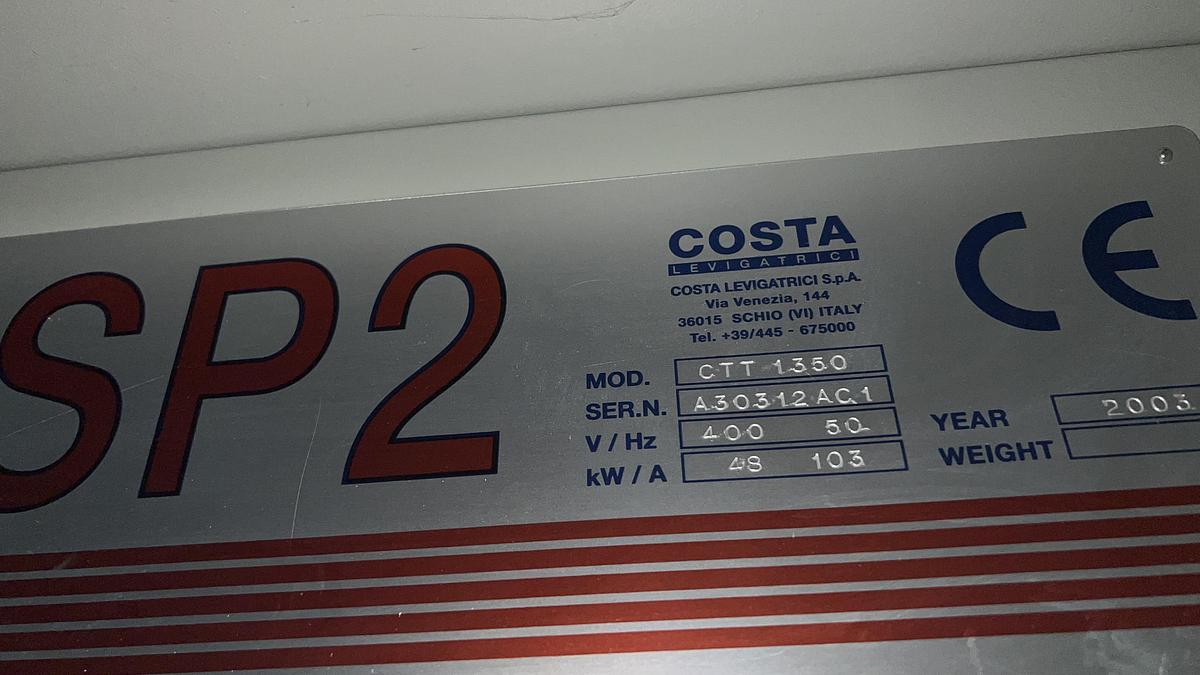 SP2
COSTA
LEVIGATRICI
COSTA LEVIGATRICI S.p.A.
Via Venezia, 144
36015 SCHIO (VI) ITALY
Tel. +39/445 - 675000
CE
MOD. CTT 1350
SER.N. A30312AC1
V / Hz 400 50
kW / A 48 103
YEAR 2003
WEIGHT